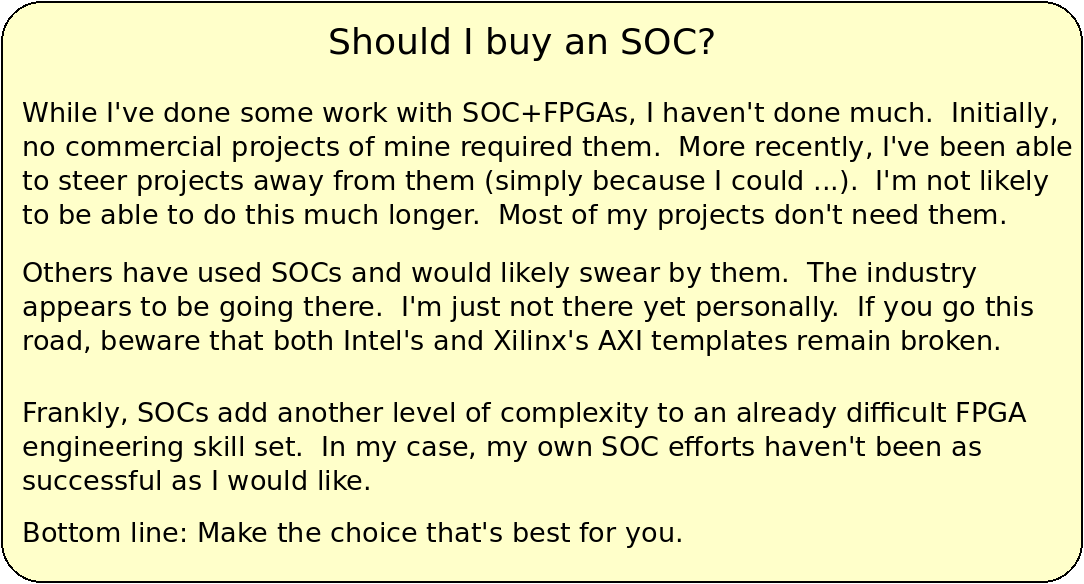 Should I buy an SOC?
While I've done some work with SOC+FPGAs, I haven't done much.  Initially,
no commercial projects of mine required them.  More recently, I've been able
to steer projects away from them (simply because I could ...).  I'm not likely
to be able to do this much longer.  Most of my projects don't need them.
Others have used SOCs and would likely swear by them.  The industry
appears to be going there.  I'm just not there yet personally.  If you go this
road, beware that both Intel's and Xilinx's AXI templates remain broken.
Frankly, SOCs add another level of complexity to an already difficult FPGA
engineering skill set.  In my case, my own SOC efforts haven't been as
successful as I would like.
Bottom line: Make the choice that's best for you.